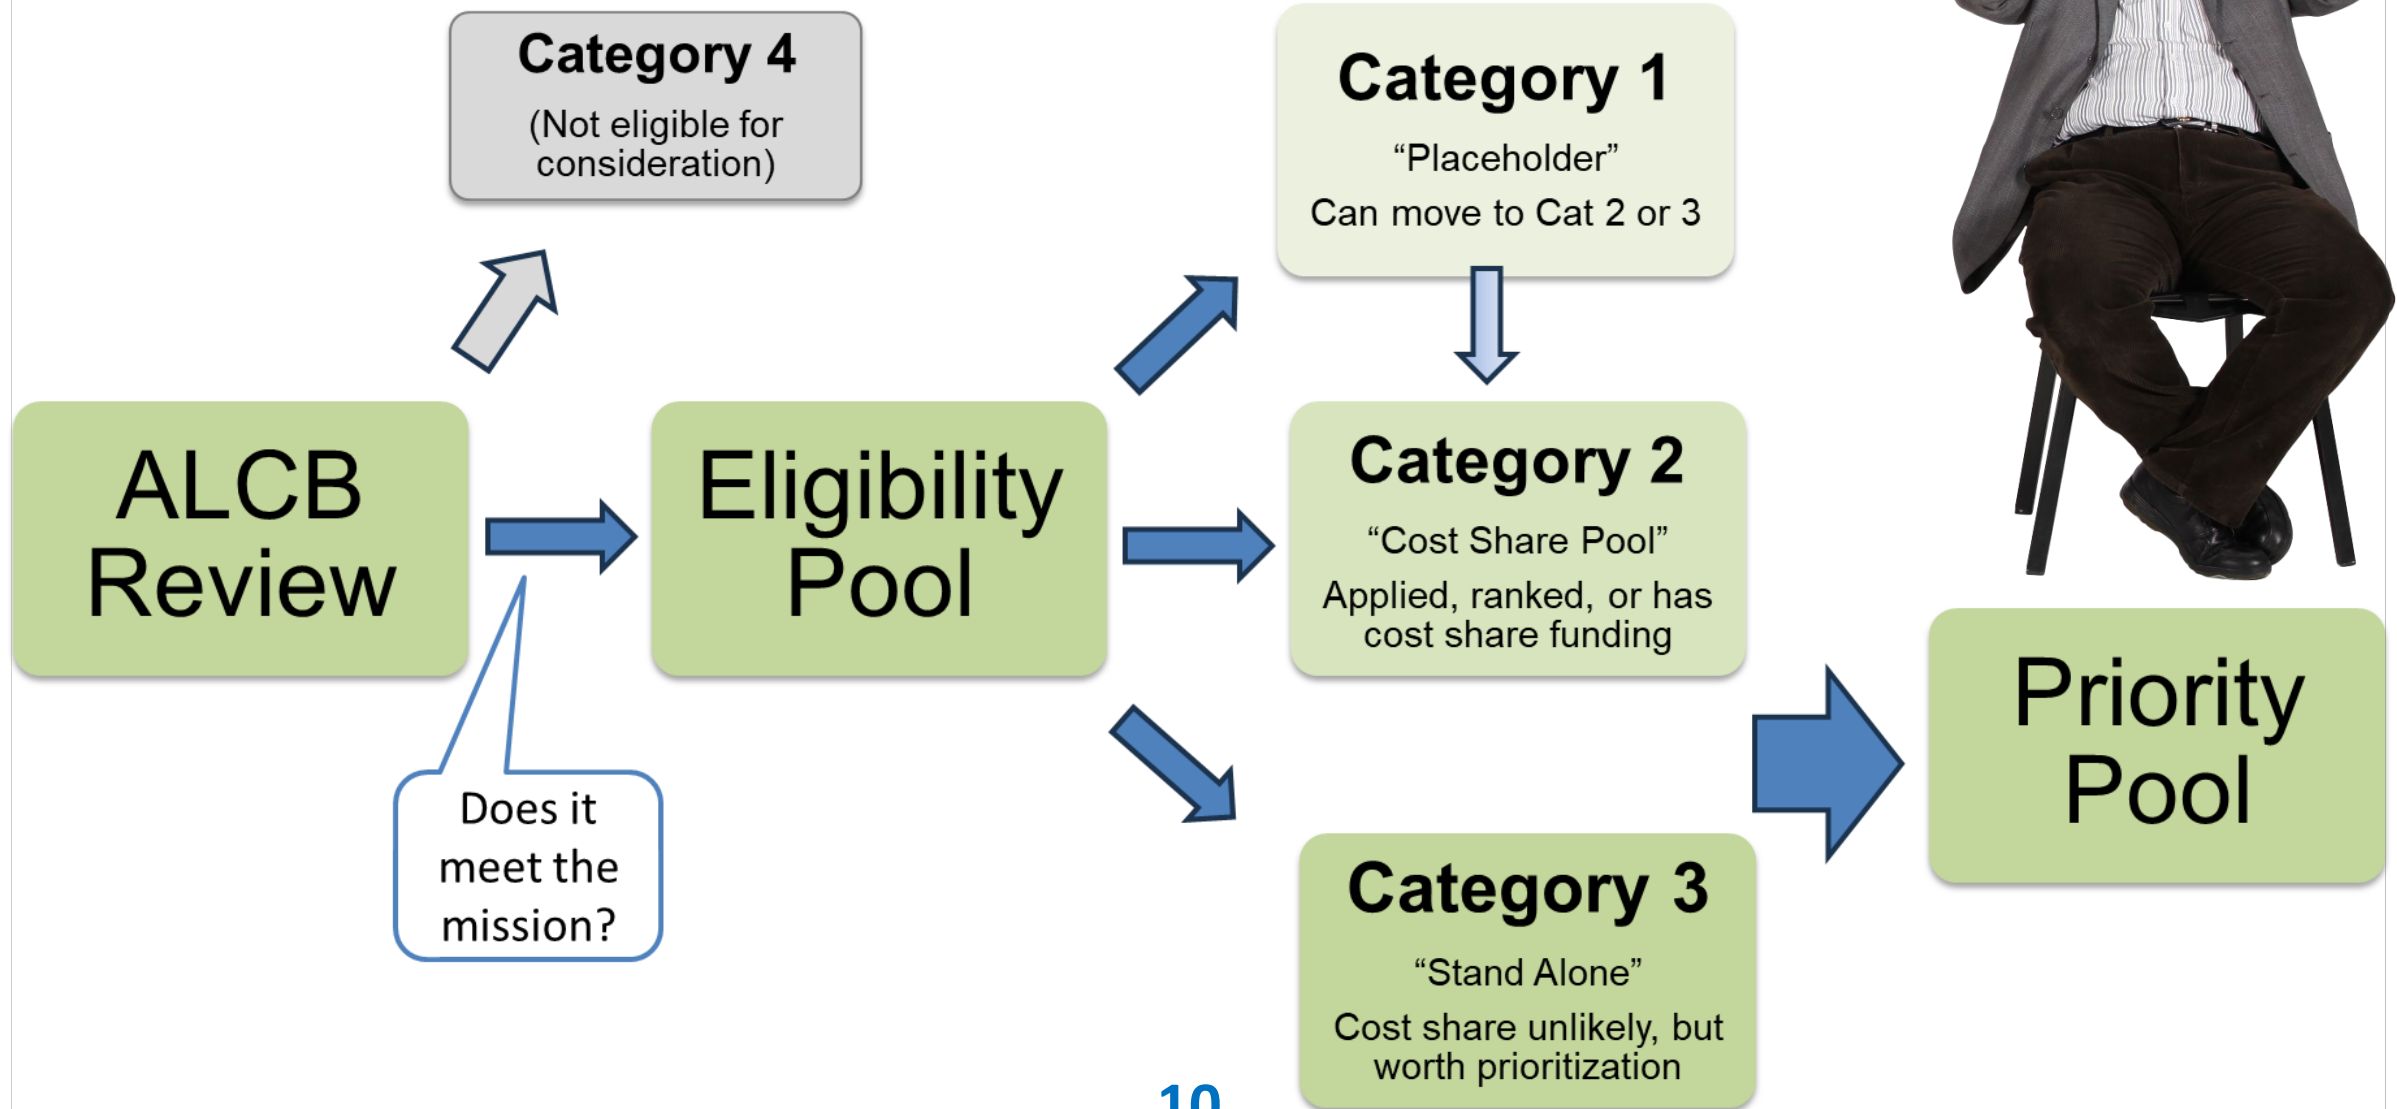 Category 4
(Not eligible for
consideration)
Category 1
“Placeholder”
Can move to Cat 2 or 3
ALCB
Review
Eligibility
Pool
Category 2
“Cost Share Pool”
Applied, ranked, or has
cost share funding
Does it
meet the
mission?
Category 3
“Stand Alone”
Cost share unlikely, but
worth prioritization
Priority
Pool
10